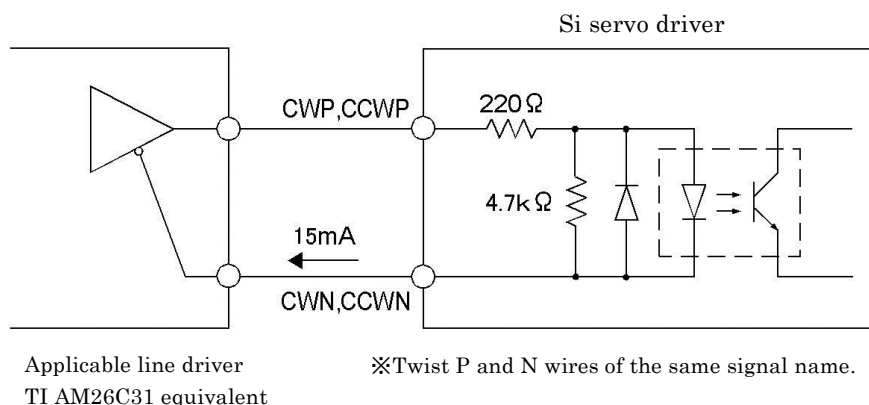 Si servo driver
CWP,CCWP
220Ω
4.7kΩ
15mA
CWN,CCWN
Applicable line driver
TI AM26C31 equivalent
※Twist P and N wires of the same signal name.